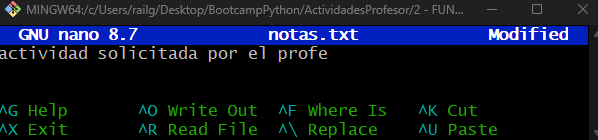 MINGW64:/c/Users/railg/Desktop/BootcampPython/ActividadesProfesor/2 - FUN...
GNU nano 8.7 notas.txt Modified
actividad solicitada por el profe
^G Help ^O Write Out ^F Where Is ^K Cut
^X Exit ^R Read File ^\ Replace ^U Paste